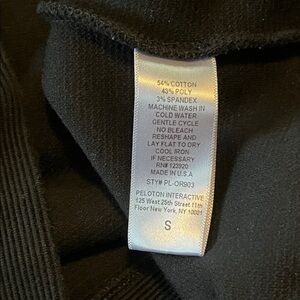 54% COTTON
43% POLY
3% SPANDEX
MACHINE WASH IN
COLD WATER
GENTLE CYCLE
NO BLEACH
RESHAPE AND
LAY FLAT TO DRY
COOL IRON
IF NECESSARY
RN# 123920
MADE IN U.S.A
STY# PL-OR903
PELOTON INTERACTIVE
125 West 25th Street 11th
Floor New York, NY 10001
S